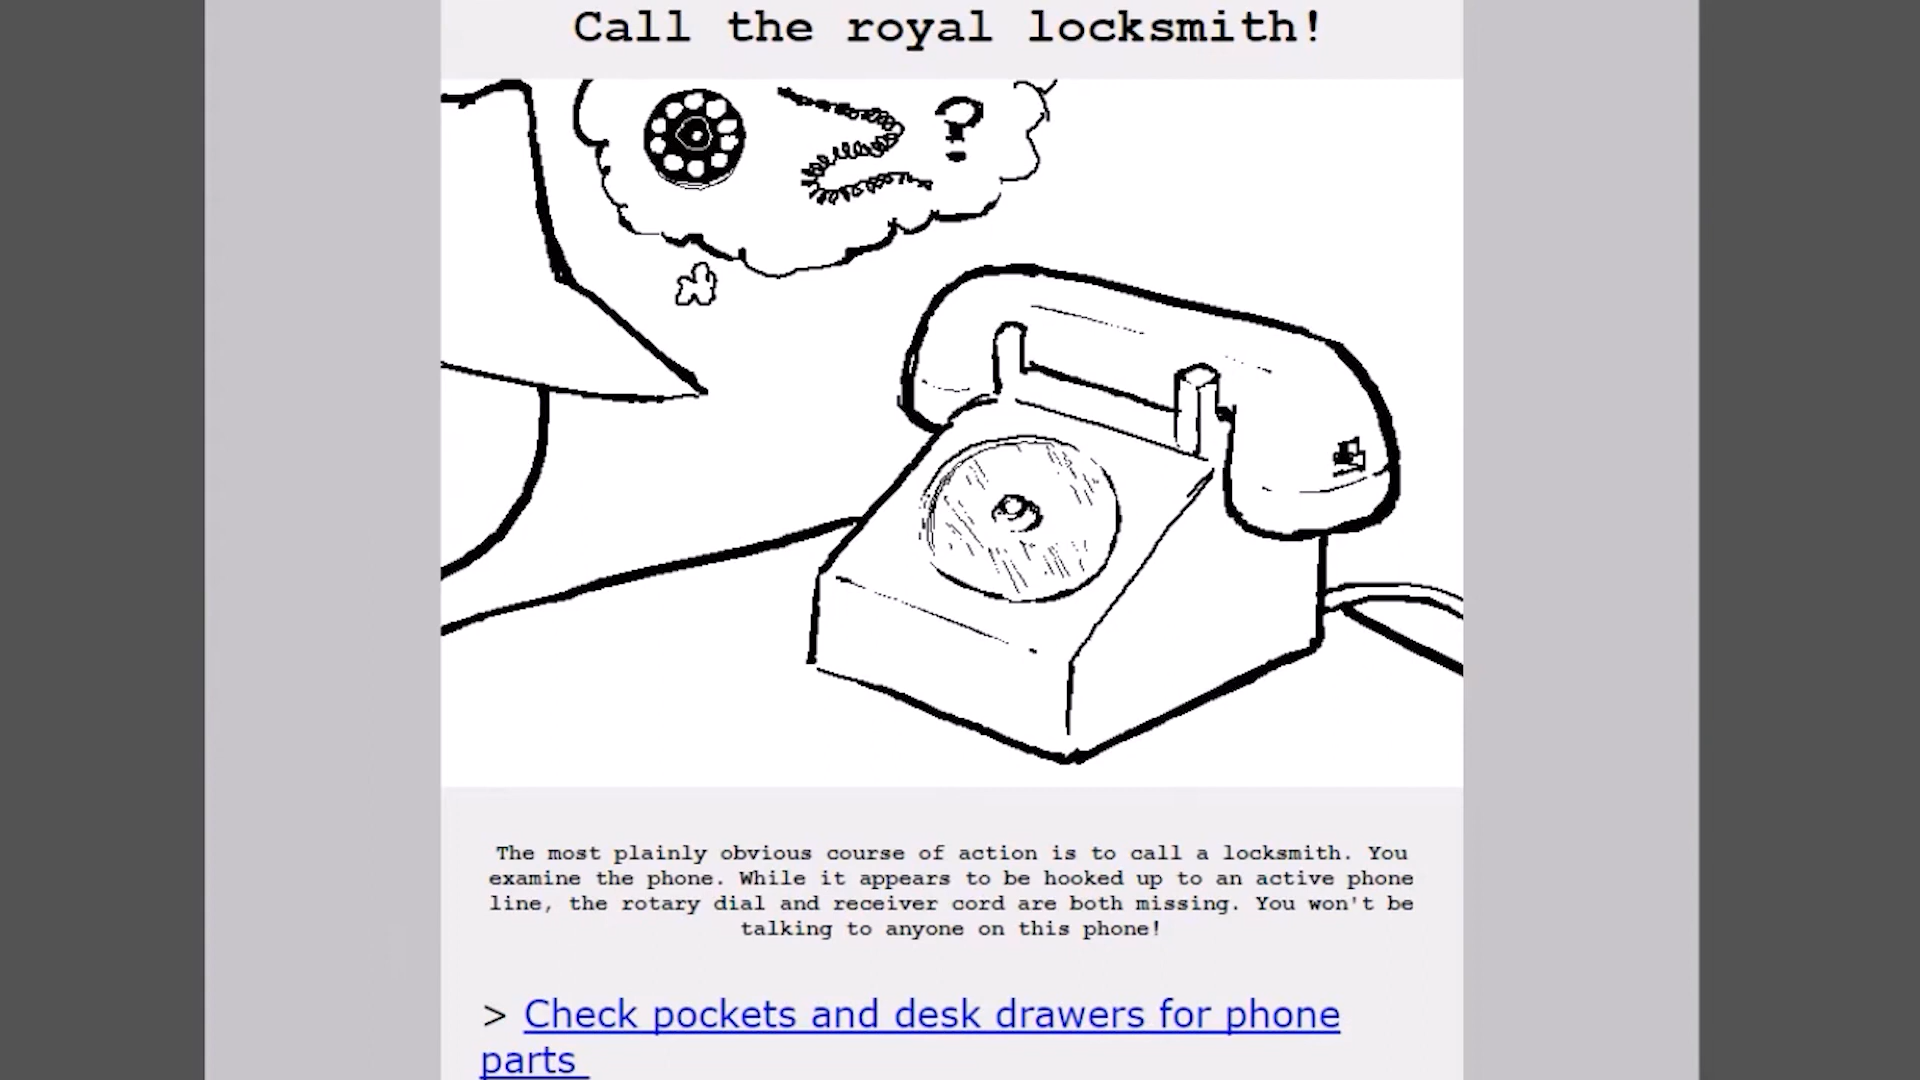 Call the royal locksmith!
?
The most plainly obvious course of action is to call a locksmith. You
examine the phone. While it appears to be hooked up to an active phone
line, the rotary dial and receiver cord are both missing. You won't be
talking to anyone on this phone!
> Check pockets and desk drawers for phone
parts